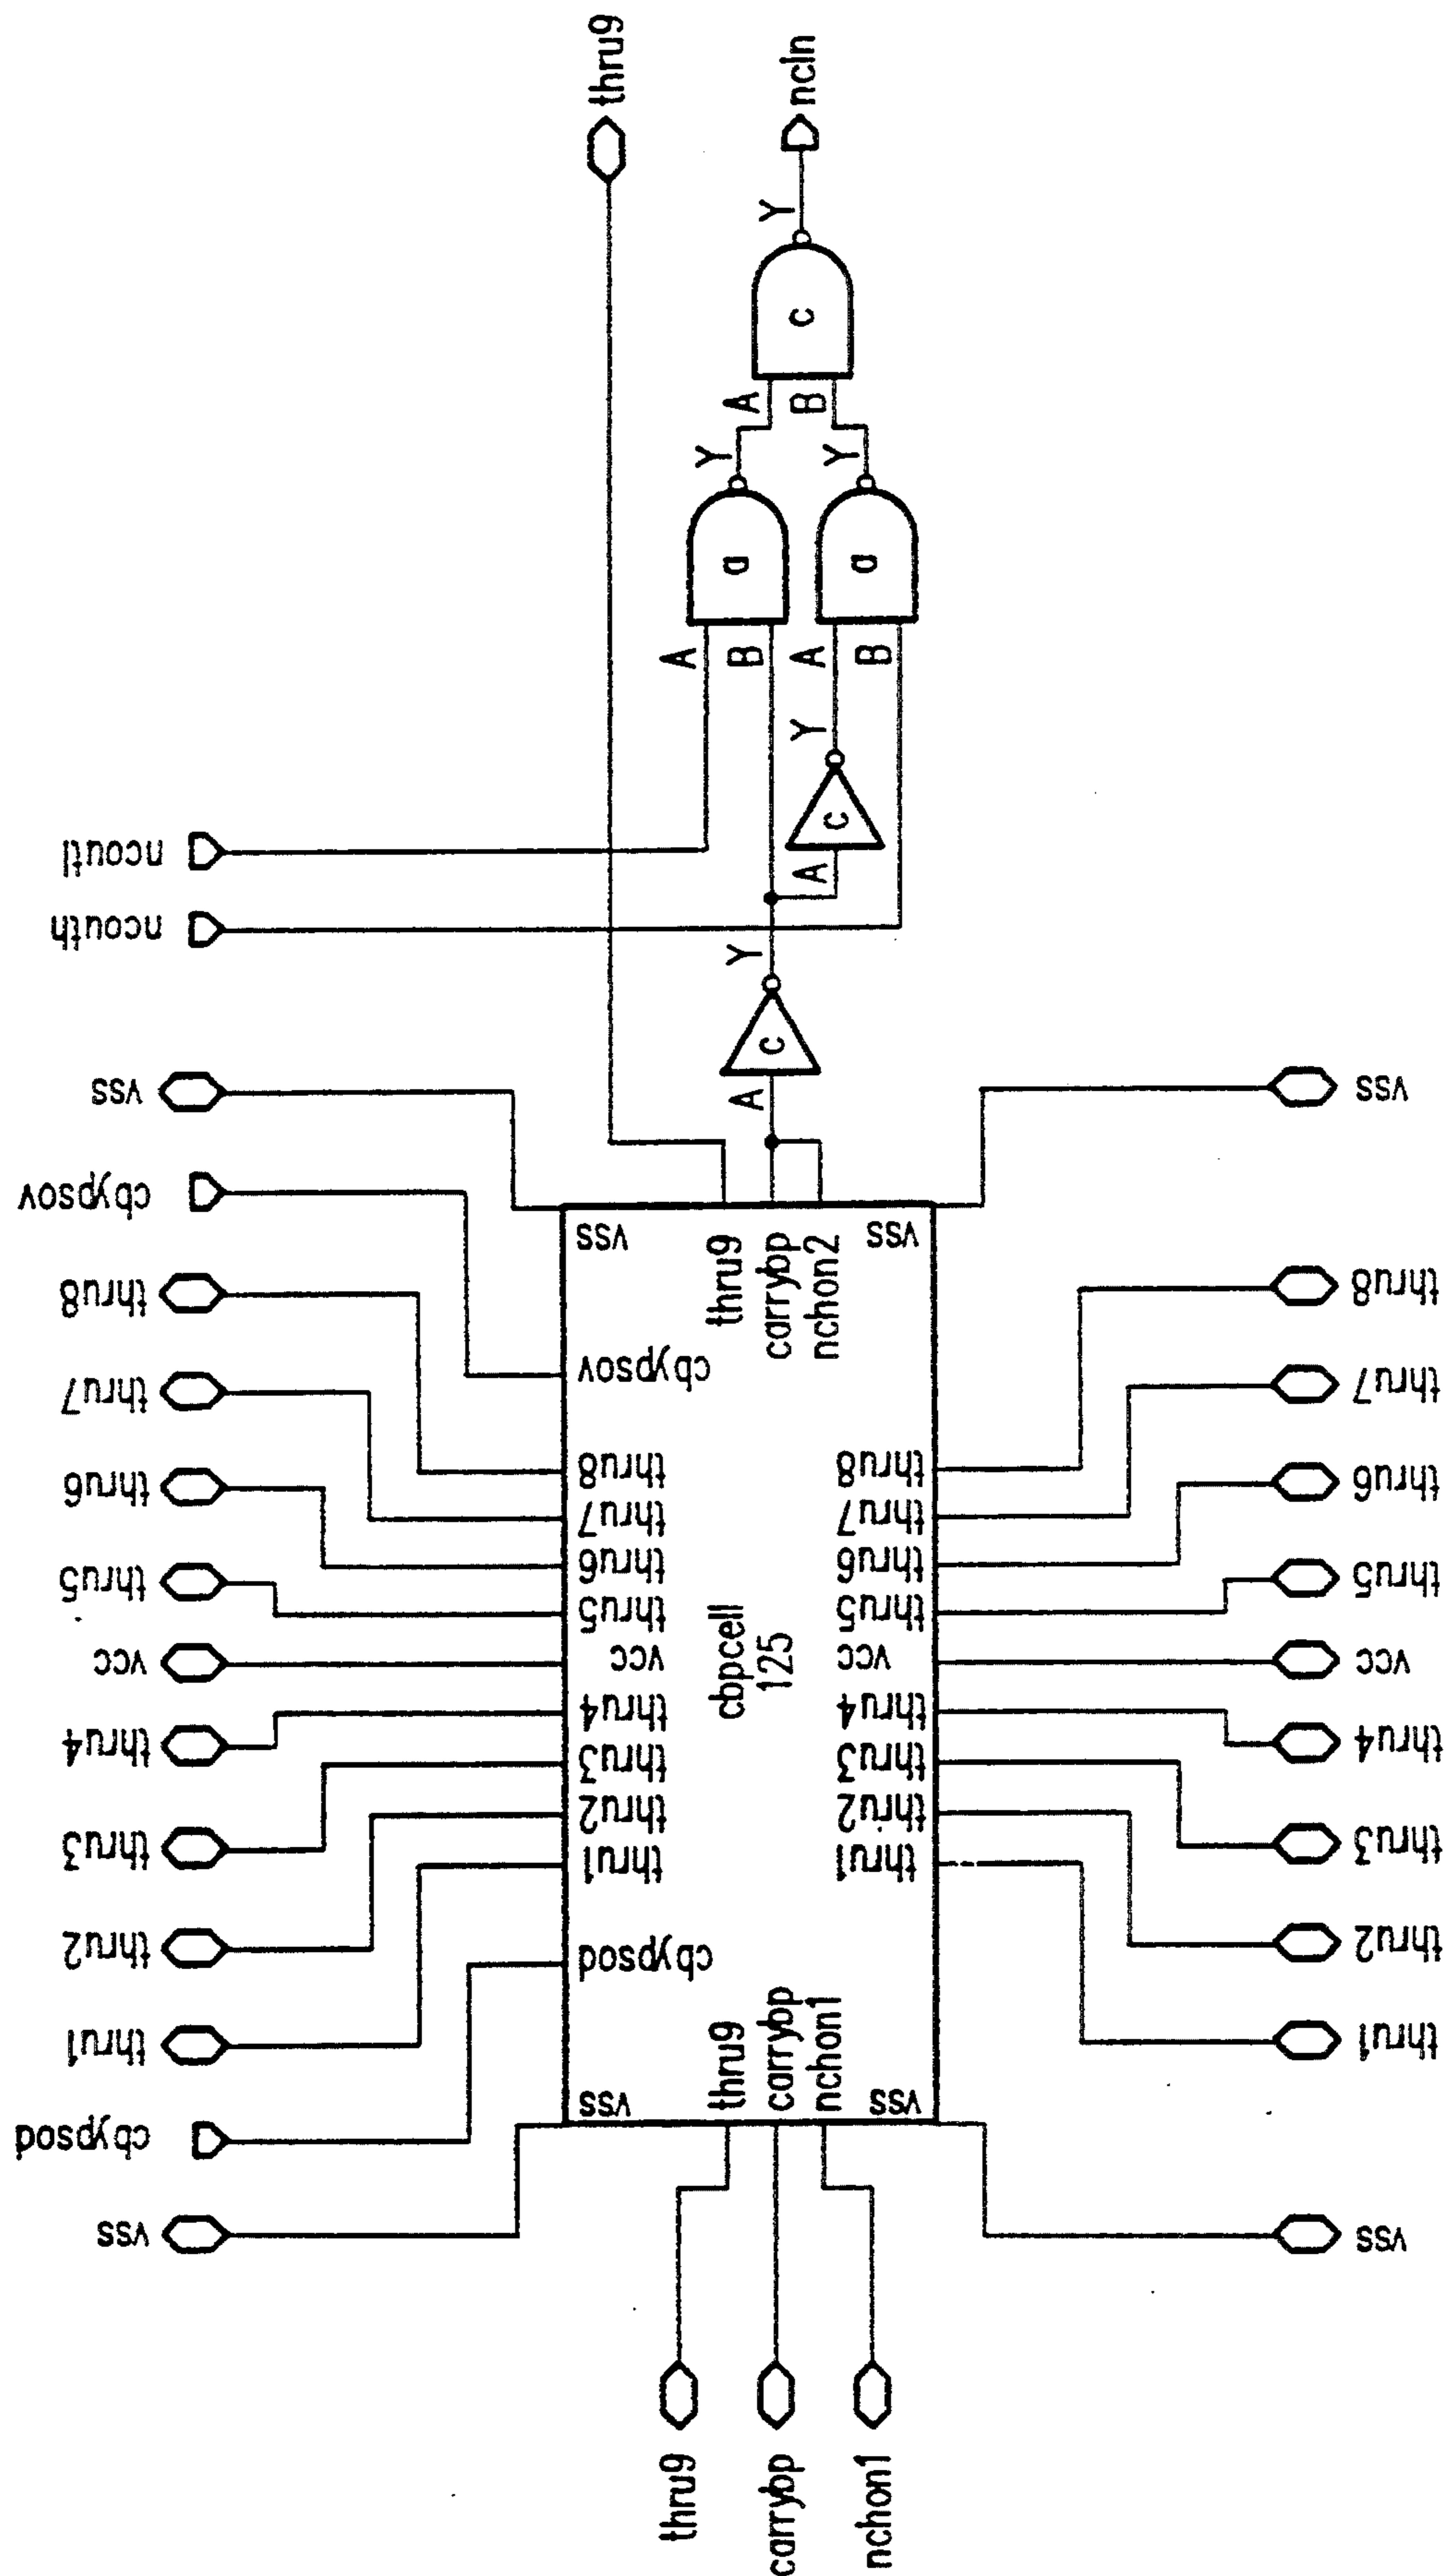 thru9
ncin
Y
c
A
B
Y
Y
a
a
A
B
A
B
Y
c
A
ncoutl
ncouth
Y
c
A
vss
vss
cbypsov
thru8
thru8
thru7
thru7
thru6
thru6
thru5
thru5
vcc
vcc
thru4
thru4
thru3
thru3
thru2
thru2
thru1
thru1
cbypsod
vss
vss
vss
vss
thru9
carrybp
nchon2
cbypsov
thru8
thru8
thru7
thru7
thru6
thru6
thru5
thru5
vcc
cbpcell
125
vcc
thru4
thru4
thru3
thru3
thru2
thru2
thru1
thru1
cbypsod
thru9
carrybp
nchon1
vss
vss
thru9
carrybp
nchon1